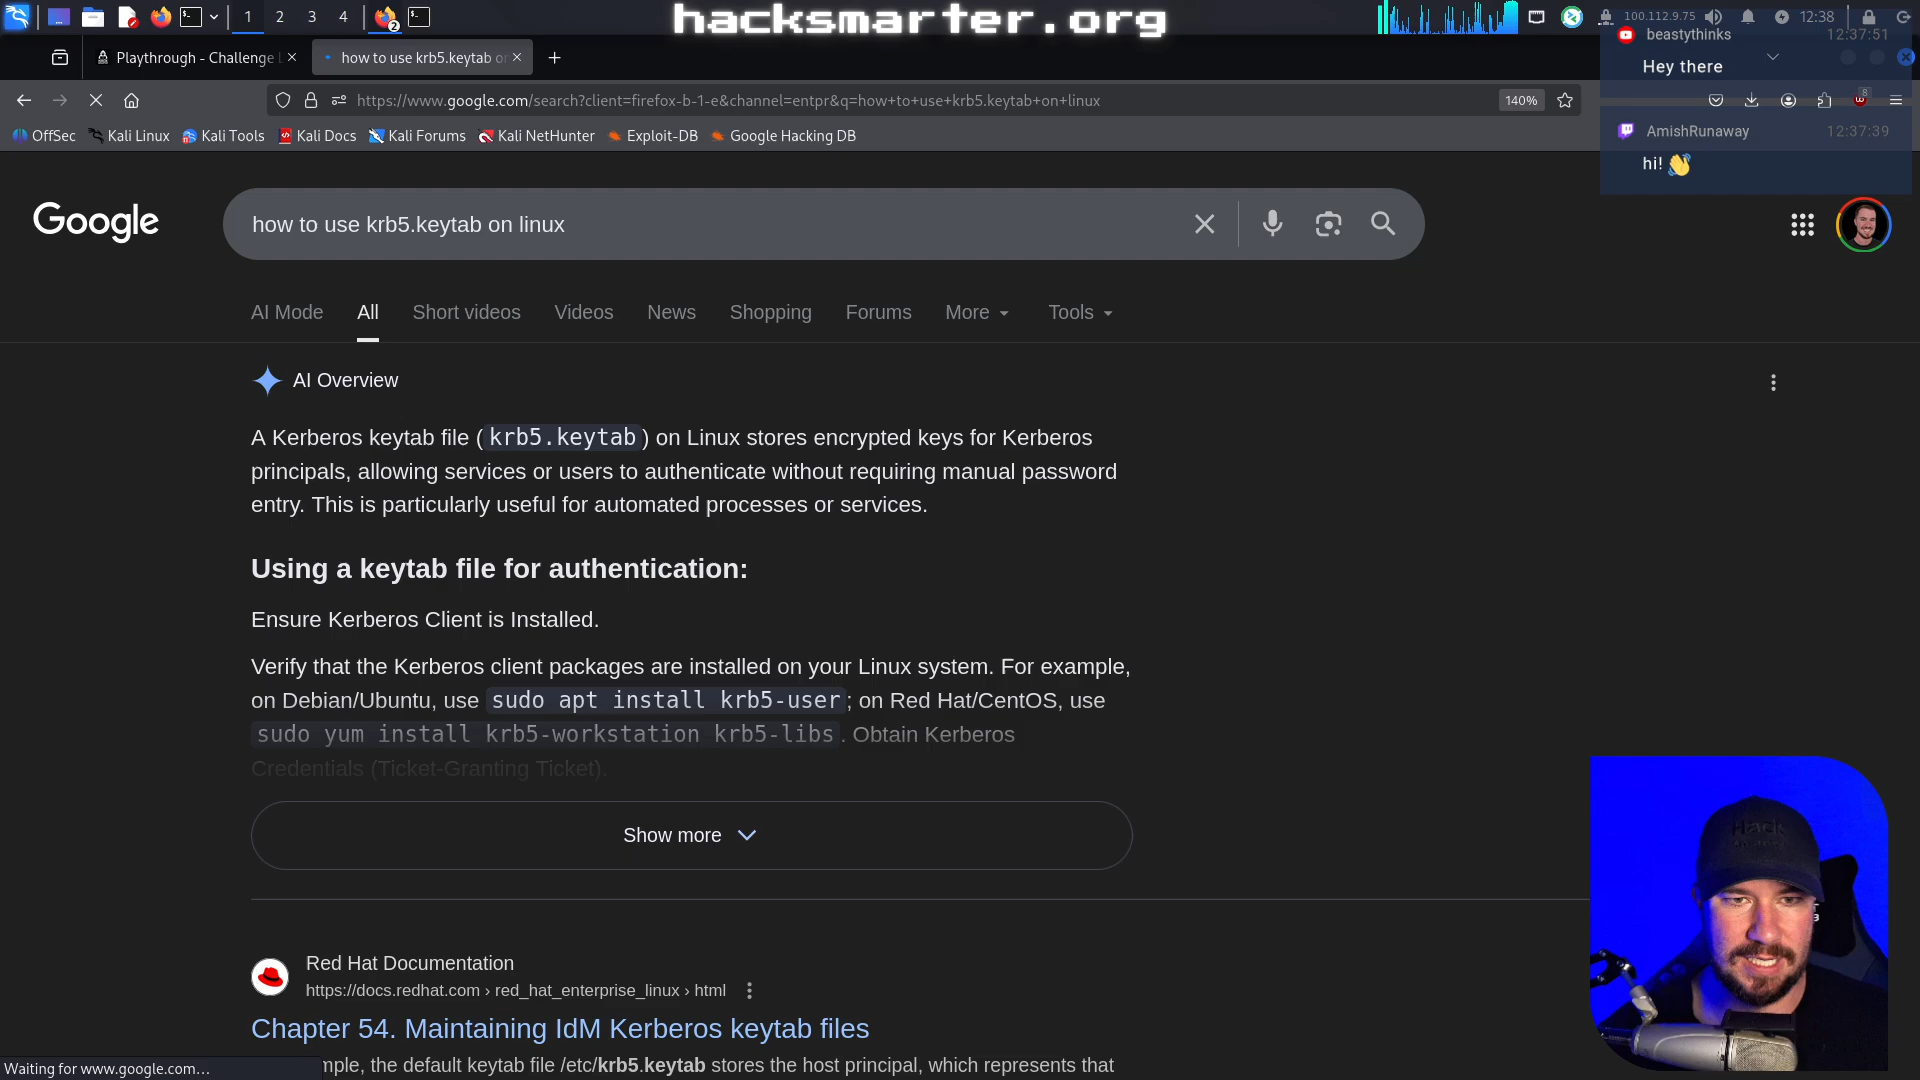 hacksmarter.org
1 2 3 4
2
100.112.9.75
12:38
Playthrough - Challenge
how to use krb5.keytab o
beastythinks 12:37:51
Hey there
https://www.google.com/search?client=firefox-b-1-e&channel=entpr&q=how+to+use+krb5.keytab+on+linux
140%
8
OffSec
Kali Linux
Kali Tools
Kali Docs
Kali Forums
Kali NetHunter
Exploit-DB
Google Hacking DB
AmishRunaway 12:37:39
hi! 👋
Google
how to use krb5.keytab on linux
AI Mode
All
Short videos
Videos
News
Shopping
Forums
More
Tools
AI Overview
A Kerberos keytab file (krb5.keytab) on Linux stores encrypted keys for Kerberos
principals, allowing services or users to authenticate without requiring manual password
entry. This is particularly useful for automated processes or services.
Using a keytab file for authentication:
Ensure Kerberos Client is Installed.
Verify that the Kerberos client packages are installed on your Linux system. For example,
on Debian/Ubuntu, use sudo apt install krb5-user; on Red Hat/CentOS, use
sudo yum install krb5-workstation krb5-libs. Obtain Kerberos
Credentials (Ticket-Granting Ticket).
Show more
Red Hat Documentation
https://docs.redhat.com › red_hat_enterprise_linux › html
Chapter 54. Maintaining IdM Kerberos keytab files
mple, the default keytab file /etc/krb5.keytab stores the host principal, which represents that
Waiting for www.google.com…